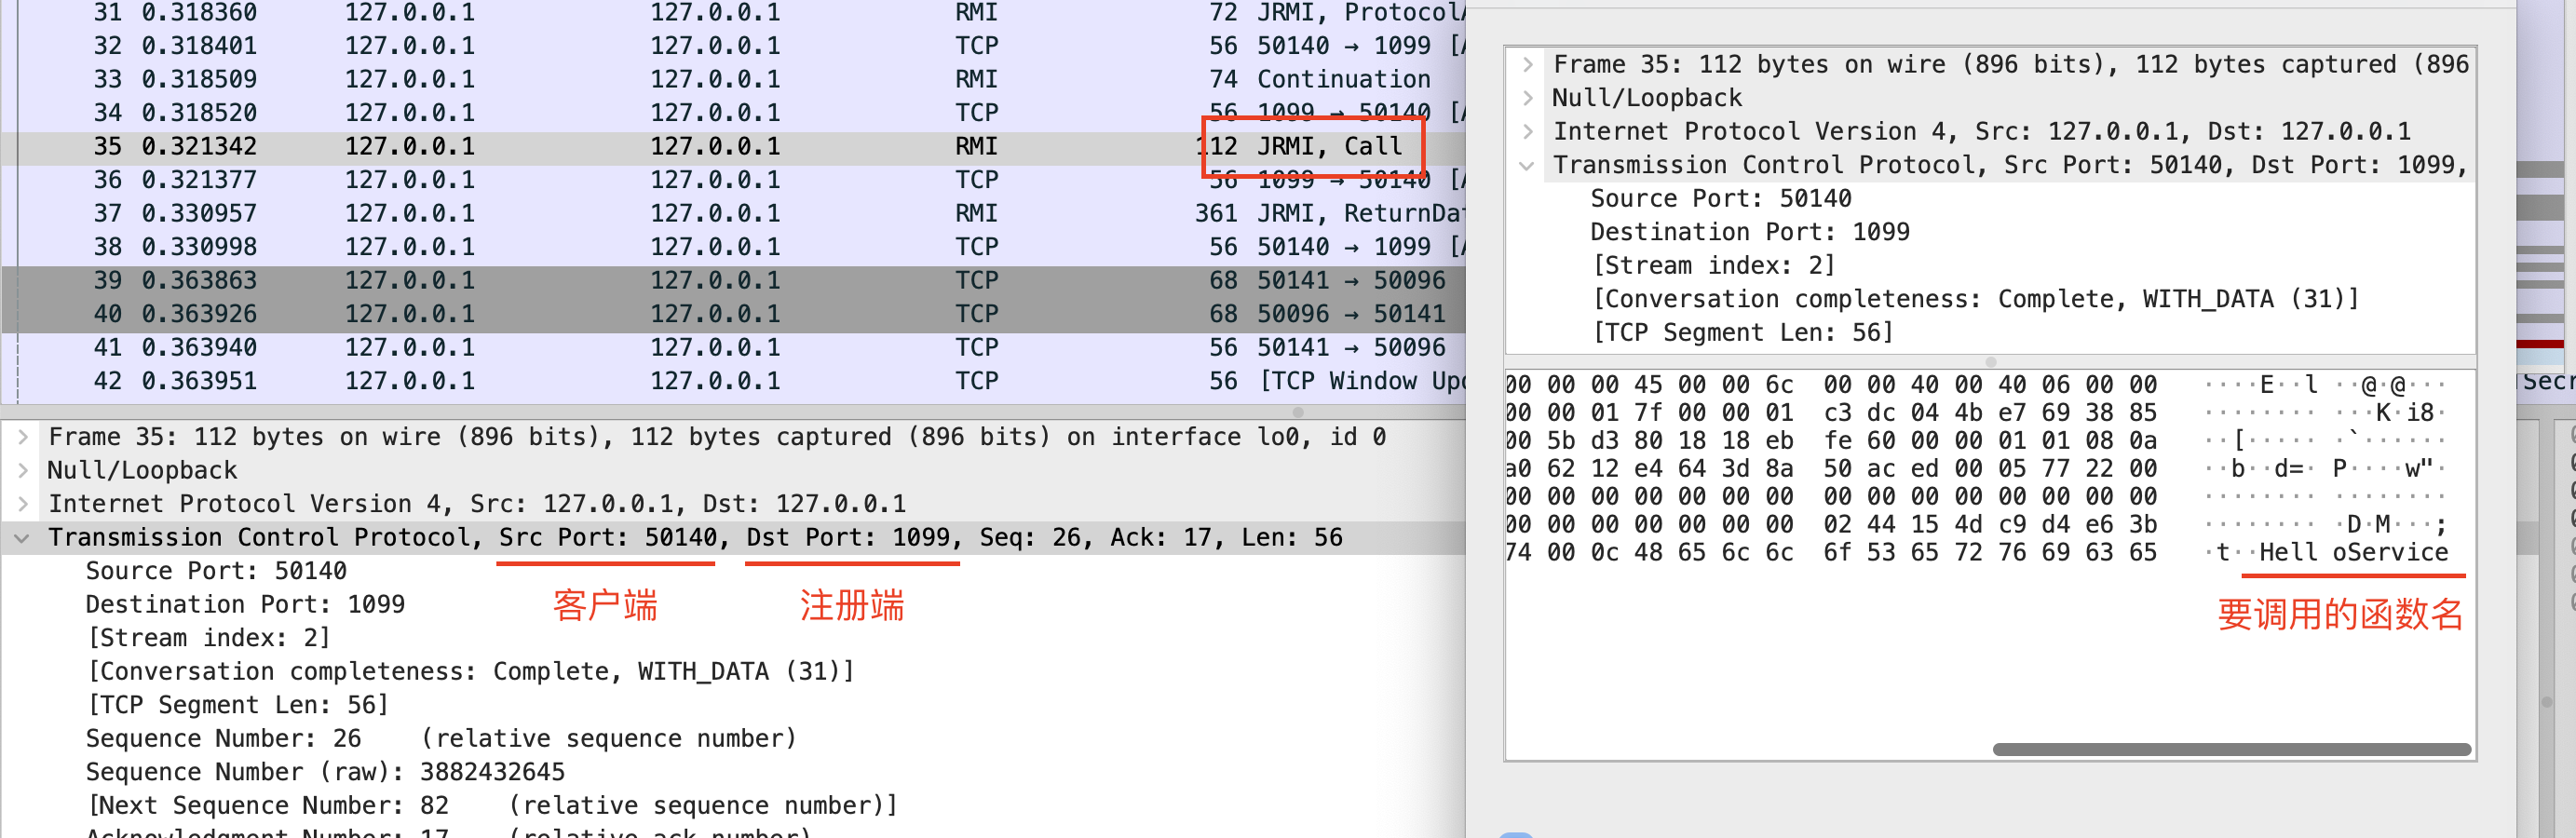 31 0.318360 127.0.0.1 127.0.0.1 RMI 72 JRMI, Protocol
32 0.318401 127.0.0.1 127.0.0.1 TCP 56 50140 → 1099 [
33 0.318509 127.0.0.1 127.0.0.1 RMI 74 Continuation
34 0.318520 127.0.0.1 127.0.0.1 TCP 56 1099 → 50140 [
35 0.321342 127.0.0.1 127.0.0.1 RMI 112 JRMI, Call
36 0.321377 127.0.0.1 127.0.0.1 TCP 56 1099 → 50140 [
37 0.330957 127.0.0.1 127.0.0.1 RMI 361 JRMI, ReturnDa
38 0.330998 127.0.0.1 127.0.0.1 TCP 56 50140 → 1099 [
39 0.363863 127.0.0.1 127.0.0.1 TCP 68 50141 → 50096
40 0.363926 127.0.0.1 127.0.0.1 TCP 68 50096 → 50141
41 0.363940 127.0.0.1 127.0.0.1 TCP 56 50141 → 50096
42 0.363951 127.0.0.1 127.0.0.1 TCP 56 [TCP Window Up
Frame 35: 112 bytes on wire (896 bits), 112 bytes captured (896 bits) on interface lo0, id 0
Null/Loopback
Internet Protocol Version 4, Src: 127.0.0.1, Dst: 127.0.0.1
Transmission Control Protocol, Src Port: 50140, Dst Port: 1099, Seq: 26, Ack: 17, Len: 56
Source Port: 50140
客户端 注册端
Destination Port: 1099
[Stream index: 2]
[Conversation completeness: Complete, WITH_DATA (31)]
[TCP Segment Len: 56]
Sequence Number: 26 (relative sequence number)
Sequence Number (raw): 3882432645
[Next Sequence Number: 82 (relative sequence number)]
Acknowledgment Number: 17 (relative ack number)
Frame 35: 112 bytes on wire (896 bits), 112 bytes captured (896
Null/Loopback
Internet Protocol Version 4, Src: 127.0.0.1, Dst: 127.0.0.1
Transmission Control Protocol, Src Port: 50140, Dst Port: 1099,
Source Port: 50140
Destination Port: 1099
[Stream index: 2]
[Conversation completeness: Complete, WITH_DATA (31)]
[TCP Segment Len: 56]
00 00 00 45 00 00 6c 00 00 40 00 40 06 00 00 ····E··l ··@·@···
00 00 01 7f 00 00 01 c3 dc 04 4b e7 69 38 85 ········ ···K·i8·
00 5b d3 80 18 18 eb fe 60 00 00 01 01 08 0a ··[····· ·`······
a0 62 12 e4 64 3d 8a 50 ac ed 00 05 77 22 00 ··b··d=· P····w"·
00 00 00 00 00 00 00 00 00 00 00 00 00 00 00 ········ ········
00 00 00 00 00 00 00 02 44 15 4d c9 d4 e6 3b ········ ·D·M···;
74 00 0c 48 65 6c 6c 6f 53 65 72 76 69 63 65 ·t··Hell oService
要调用的函数名
Secr